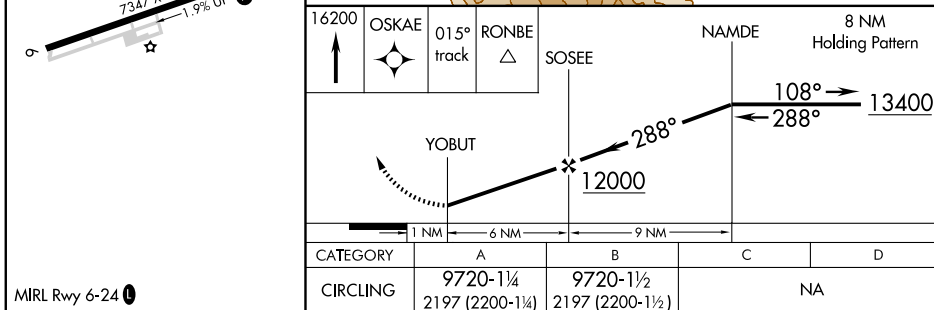 7347 X
1.9% UP
6
MIRL Rwy 6-24 L
16200
OSKAE
015°
track
RONBE
SOSEE
NAMDE
8 NM
Holding Pattern
108°
288°
13400
288°
YOBUT
12000
1 NM
6 NM
9 NM
CATEGORY A B C D
CIRCLING 9720-1¼ 9720-1½ NA
2197 (2200-1¼) 2197 (2200-1½)